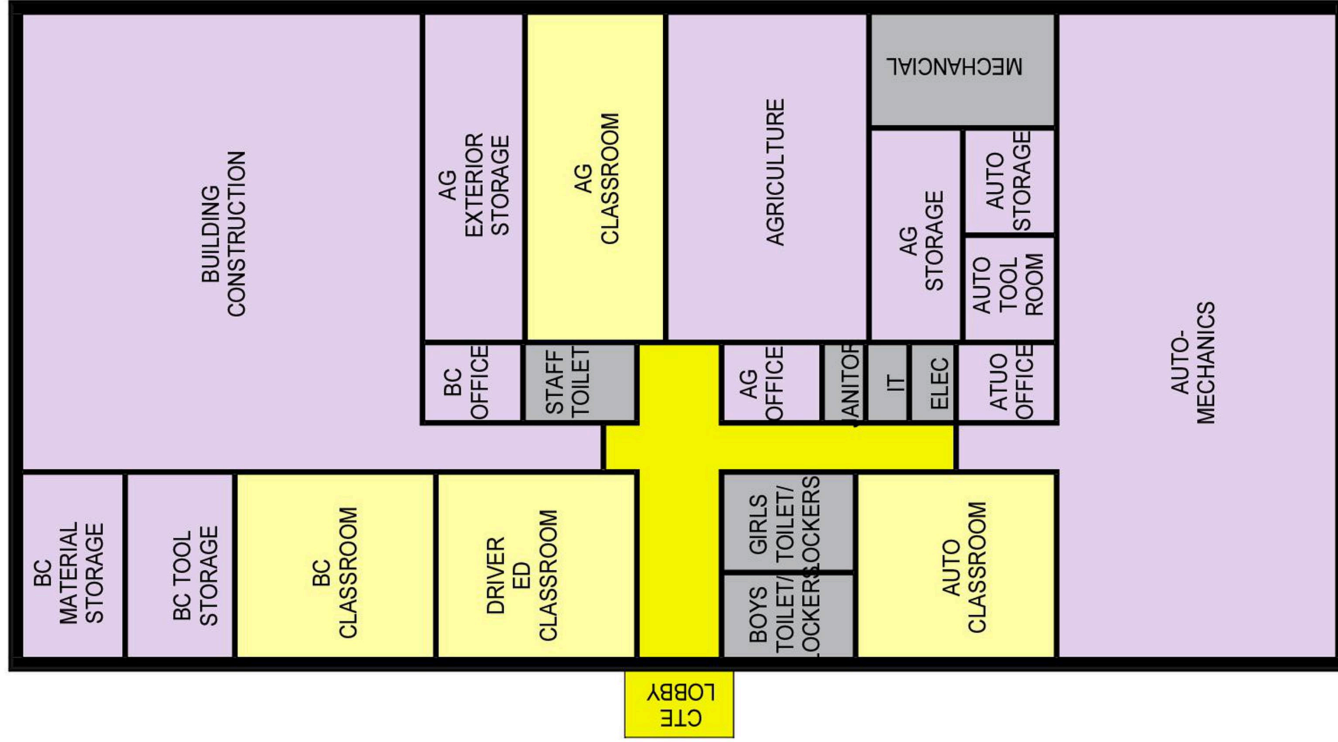 BUILDING
CONSTRUCTION
AG
EXTERIOR
STORAGE
AG
CLASSROOM
AGRICULTURE
MECHANCIAL
AG
STORAGE
AUTO
STORAGE
AUTO
TOOL
ROOM
AUTO-
MECHANICS
BC
OFFICE
STAFF
TOILET
AG
OFFICE
JANITOR
IT
ELEC
ATUO
OFFICE
BC
MATERIAL
STORAGE
BC TOOL
STORAGE
BC
CLASSROOM
DRIVER
ED
CLASSROOM
GIRLS
TOILET/
LOCKERS
BOYS
TOILET/
LOCKERS
AUTO
CLASSROOM
CTE
LOBBY